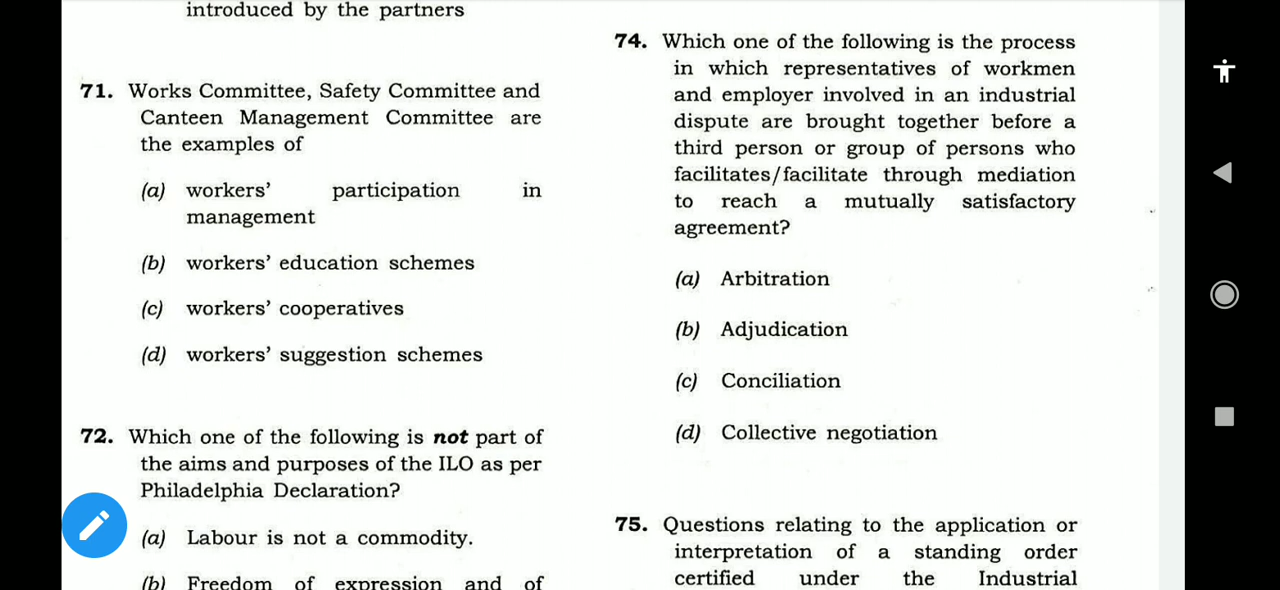 introduced by the partners
71. Works Committee, Safety Committee and
Canteen Management Committee are
the examples of
(a) workers' participation in
management
(b) workers' education schemes
(c) workers' cooperatives
(d) workers' suggestion schemes
72. Which one of the following is not part of
the aims and purposes of the ILO as per
Philadelphia Declaration?
(a) Labour is not a commodity.
(b) Freedom of expression and of
74. Which one of the following is the process
in which representatives of workmen
and employer involved in an industrial
dispute are brought together before a
third person or group of persons who
facilitates/facilitate through mediation
to reach a mutually satisfactory
agreement?
(a) Arbitration
(b) Adjudication
(c) Conciliation
(d) Collective negotiation
75. Questions relating to the application or
interpretation of a standing order
certified under the Industrial